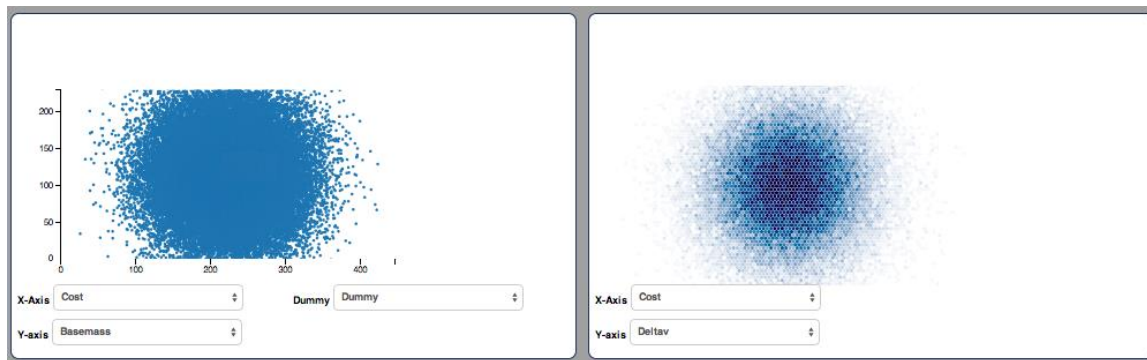 200
150
100
50
0
0 100 200 300 400
X-Axis Cost Dummy Dummy
Y-axis Basemass
X-Axis Cost
Y-axis Deltav